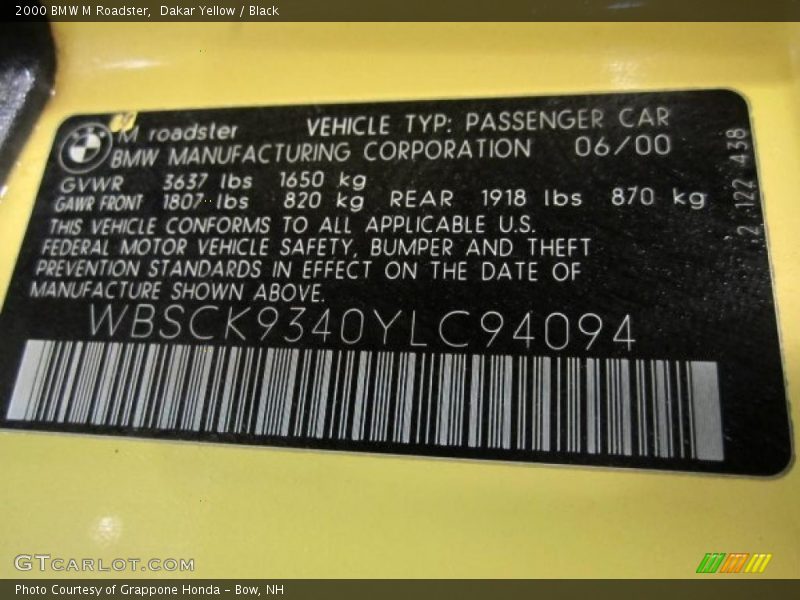 2000 BMW M Roadster, Dakar Yellow / Black
M roadster VEHICLE TYP: PASSENGER CAR
BMW MANUFACTURING CORPORATION 06/00
GVWR 3637 lbs 1650 kg
GAWR FRONT 1807 lbs 820 kg REAR 1918 lbs 870 kg
THIS VEHICLE CONFORMS TO ALL APPLICABLE U.S.
FEDERAL MOTOR VEHICLE SAFETY, BUMPER AND THEFT
PREVENTION STANDARDS IN EFFECT ON THE DATE OF
MANUFACTURE SHOWN ABOVE.
WBSCK9340YLC94094
2 122 438
GTCARLOT.COM
Photo Courtesy of Grappone Honda - Bow, NH